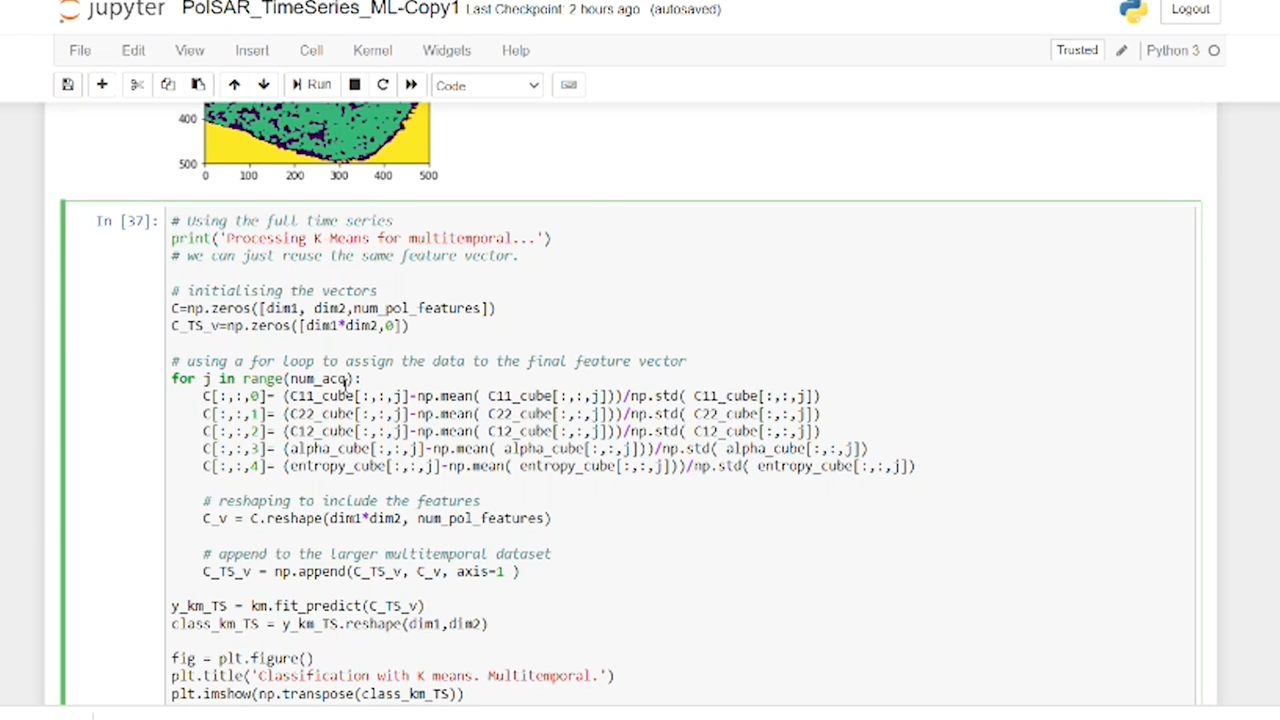 jupyter PolSAR_TimeSeries_ML-Copy1 Last Checkpoint: 2 hours ago (autosaved)
Logout
File Edit View Insert Cell Kernel Widgets Help
Trusted Python 3
Run Code
400
500
0 100 200 300 400 500
In [37]:
# Using the full time series
print('Processing K-Means for multitemporal...')
# we can just reuse the same feature vector.
# initialising the vectors
C=np.zeros([dim1, dim2,num_pol_features])
C_TS_v=np.zeros([dim1*dim2,0])
# using a for loop to assign the data to the final feature vector
for j in range(num_acq):
C[:,:,0]= (C11_cube[:,:,j]-np.mean( C11_cube[:,:,j]))/np.std( C11_cube[:,:,j])
C[:,:,1]= (C22_cube[:,:,j]-np.mean( C22_cube[:,:,j]))/np.std( C22_cube[:,:,j])
C[:,:,2]= (C12_cube[:,:,j]-np.mean( C12_cube[:,:,j]))/np.std( C12_cube[:,:,j])
C[:,:,3]= (alpha_cube[:,:,j]-np.mean( alpha_cube[:,:,j]))/np.std( alpha_cube[:,:,j])
C[:,:,4]= (entropy_cube[:,:,j]-np.mean( entropy_cube[:,:,j]))/np.std( entropy_cube[:,:,j])
# reshaping to include the features
C_v = C.reshape(dim1*dim2, num_pol_features)
# append to the larger multitemporal dataset
C_TS_v = np.append(C_TS_v, C_v, axis=1 )
y_km_TS = km.fit_predict(C_TS_v)
class_km_TS = y_km_TS.reshape(dim1,dim2)
fig = plt.figure()
plt.title('Classification with K means. Multitemporal.')
plt.imshow(np.transpose(class_km_TS))